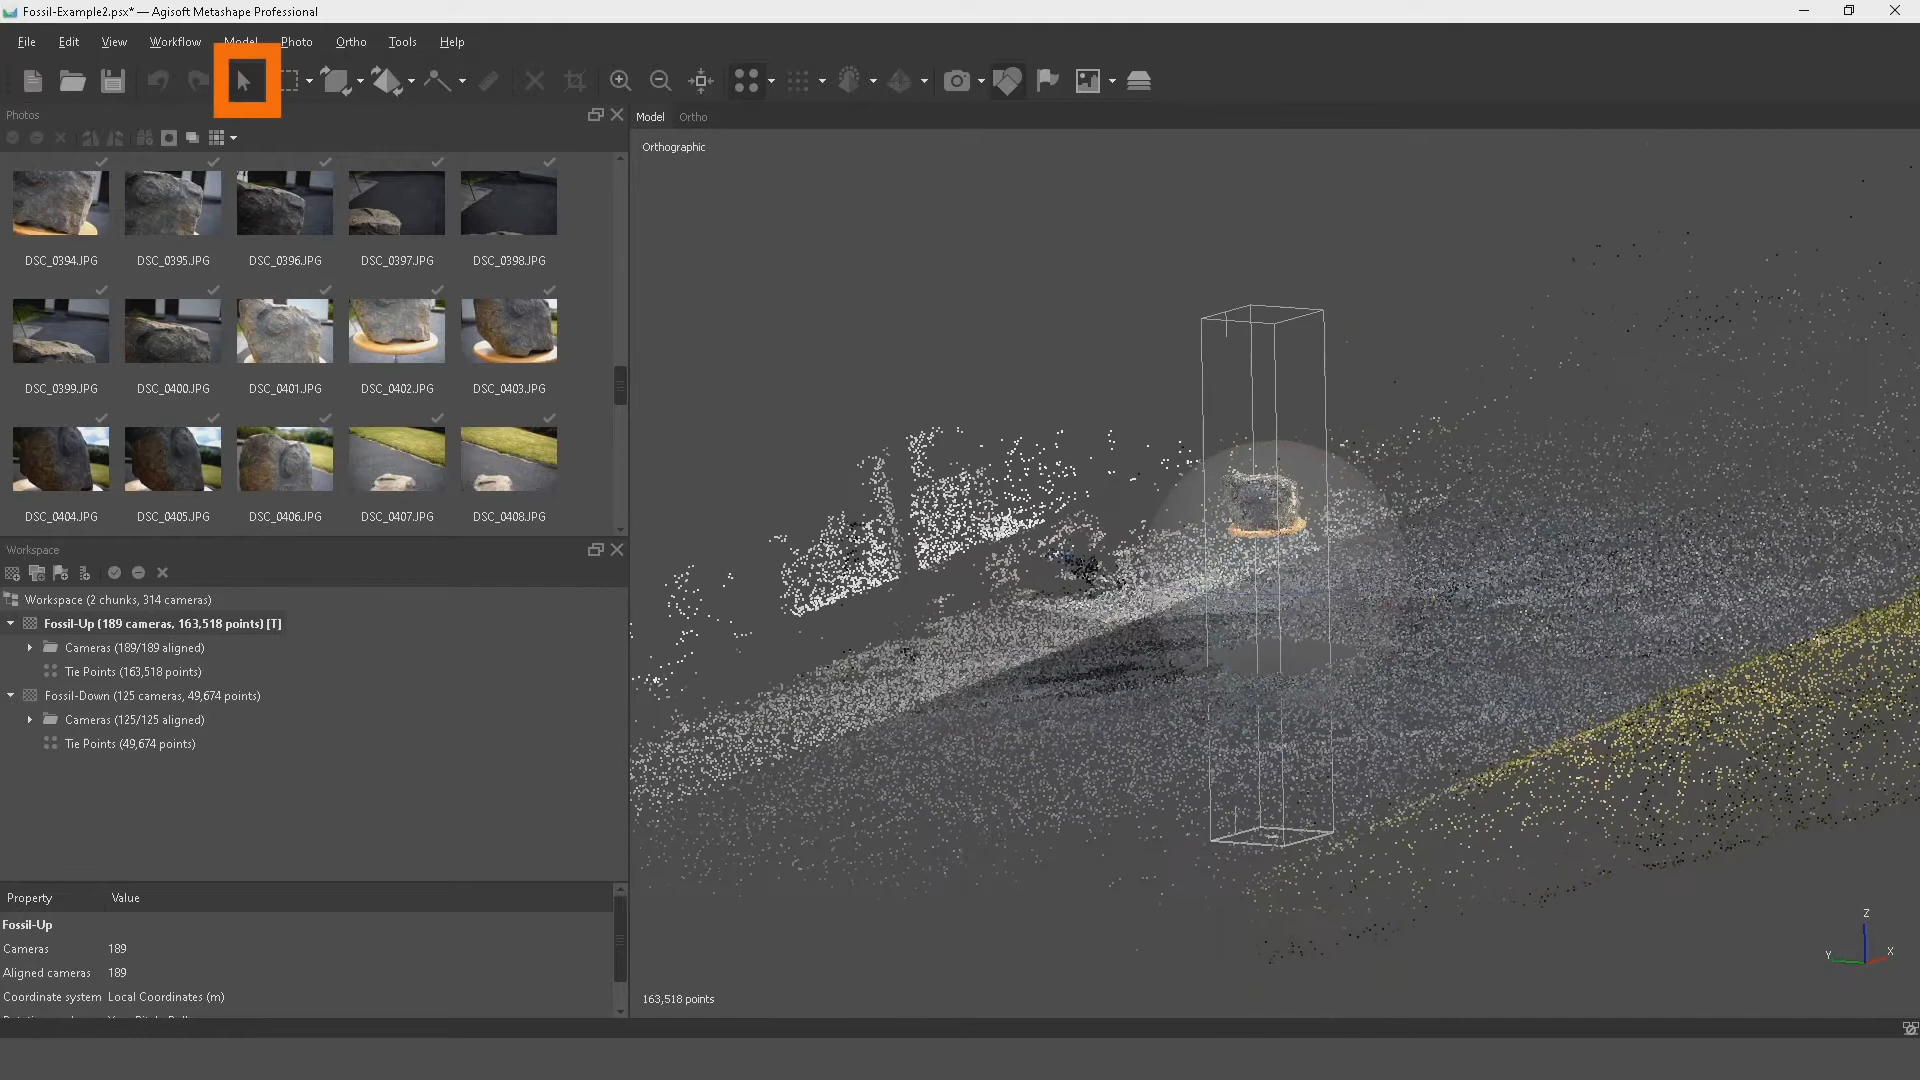 Fossil-Example2.psx* — Agisoft Metashape Professional
File Edit View Workflow Model Photo Ortho Tools Help
Photos
Model Ortho
Orthographic
DSC_0394.JPG DSC_0395.JPG DSC_0396.JPG DSC_0397.JPG DSC_0398.JPG
DSC_0399.JPG DSC_0400.JPG DSC_0401.JPG DSC_0402.JPG DSC_0403.JPG
DSC_0404.JPG DSC_0405.JPG DSC_0406.JPG DSC_0407.JPG DSC_0408.JPG
Workspace
Workspace (2 chunks, 314 cameras)
Fossil-Up (189 cameras, 163,518 points) [T]
Cameras (189/189 aligned)
Tie Points (163,518 points)
Fossil-Down (125 cameras, 49,674 points)
Cameras (125/125 aligned)
Tie Points (49,674 points)
Property Value
Fossil-Up
Cameras 189
Aligned cameras 189
Coordinate system Local Coordinates (m)
163,518 points
Z
Y
X